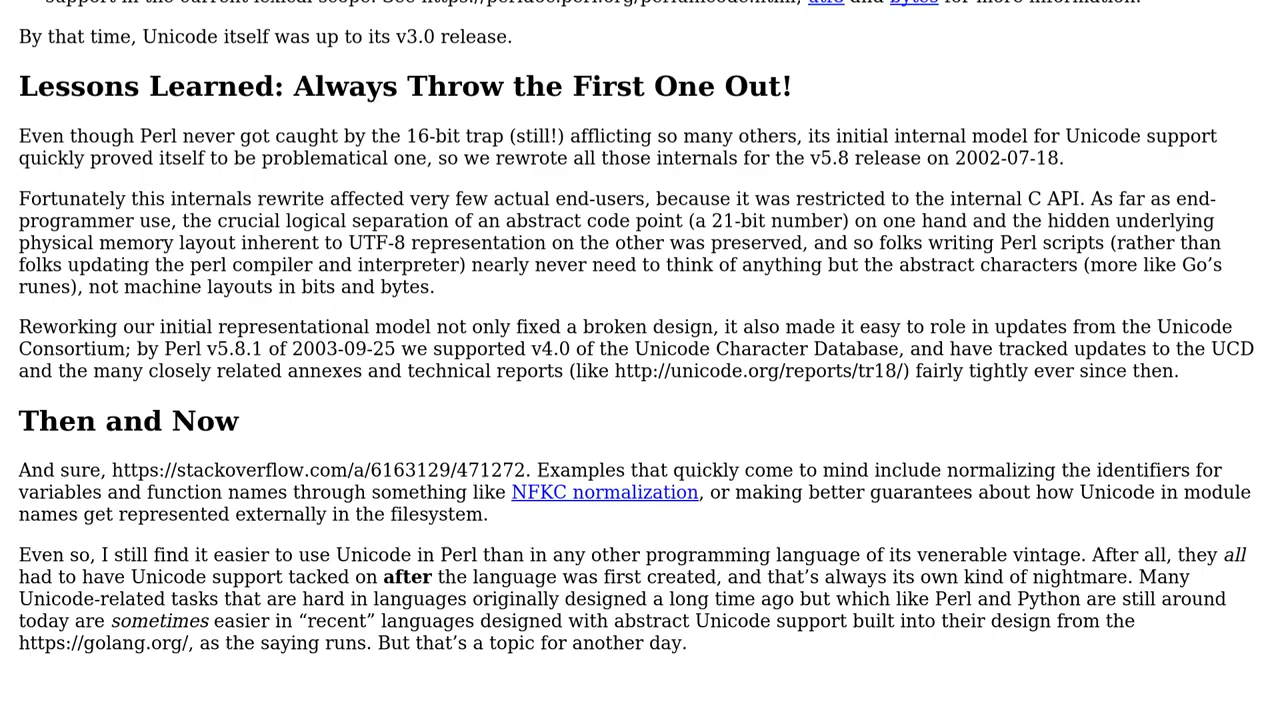 support in the current lexical scope. See https://perldoc.perl.org/perlunicode.html, utf8 and bytes for more information.
By that time, Unicode itself was up to its v3.0 release.
Lessons Learned: Always Throw the First One Out!
Even though Perl never got caught by the 16-bit trap (still!) afflicting so many others, its initial internal model for Unicode support
quickly proved itself to be problematical one, so we rewrote all those internals for the v5.8 release on 2002-07-18.
Fortunately this internals rewrite affected very few actual end-users, because it was restricted to the internal C API. As far as end-
programmer use, the crucial logical separation of an abstract code point (a 21-bit number) on one hand and the hidden underlying
physical memory layout inherent to UTF-8 representation on the other was preserved, and so folks writing Perl scripts (rather than
folks updating the perl compiler and interpreter) nearly never need to think of anything but the abstract characters (more like Go’s
runes), not machine layouts in bits and bytes.
Reworking our initial representational model not only fixed a broken design, it also made it easy to role in updates from the Unicode
Consortium; by Perl v5.8.1 of 2003-09-25 we supported v4.0 of the Unicode Character Database, and have tracked updates to the UCD
and the many closely related annexes and technical reports (like http://unicode.org/reports/tr18/) fairly tightly ever since then.
Then and Now
And sure, https://stackoverflow.com/a/6163129/471272. Examples that quickly come to mind include normalizing the identifiers for
variables and function names through something like NFKC normalization, or making better guarantees about how Unicode in module
names get represented externally in the filesystem.
Even so, I still find it easier to use Unicode in Perl than in any other programming language of its venerable vintage. After all, they all
had to have Unicode support tacked on after the language was first created, and that’s always its own kind of nightmare. Many
Unicode-related tasks that are hard in languages originally designed a long time ago but which like Perl and Python are still around
today are sometimes easier in “recent” languages designed with abstract Unicode support built into their design from the
https://golang.org/, as the saying runs. But that’s a topic for another day.